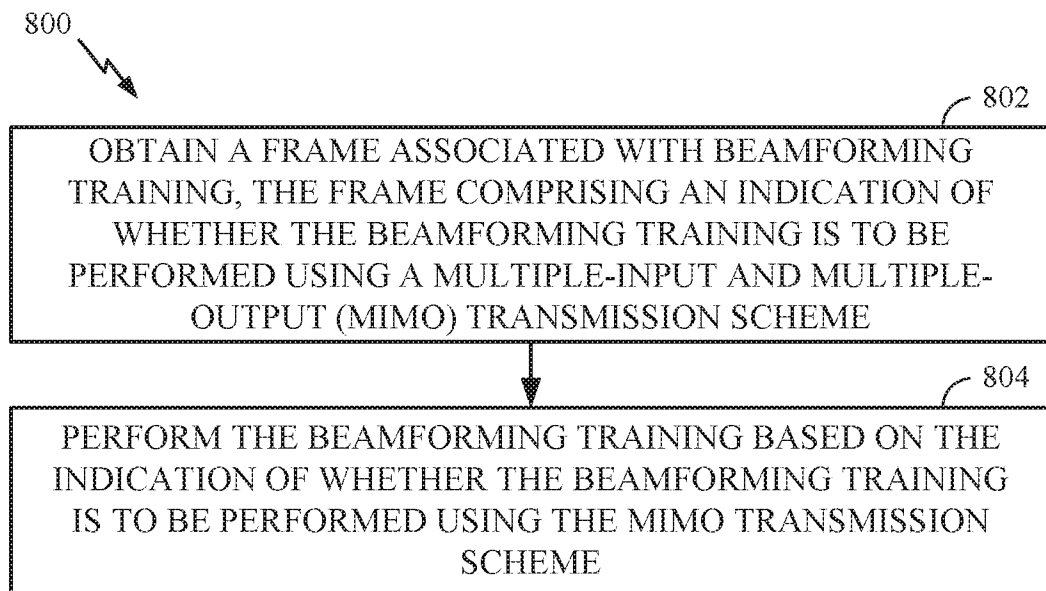 800
802
OBTAIN A FRAME ASSOCIATED WITH BEAMFORMING
TRAINING, THE FRAME COMPRISING AN INDICATION OF
WHETHER THE BEAMFORMING TRAINING IS TO BE
PERFORMED USING A MULTIPLE-INPUT AND MULTIPLE-
OUTPUT (MIMO) TRANSMISSION SCHEME
804
PERFORM THE BEAMFORMING TRAINING BASED ON THE
INDICATION OF WHETHER THE BEAMFORMING TRAINING
IS TO BE PERFORMED USING THE MIMO TRANSMISSION
SCHEME